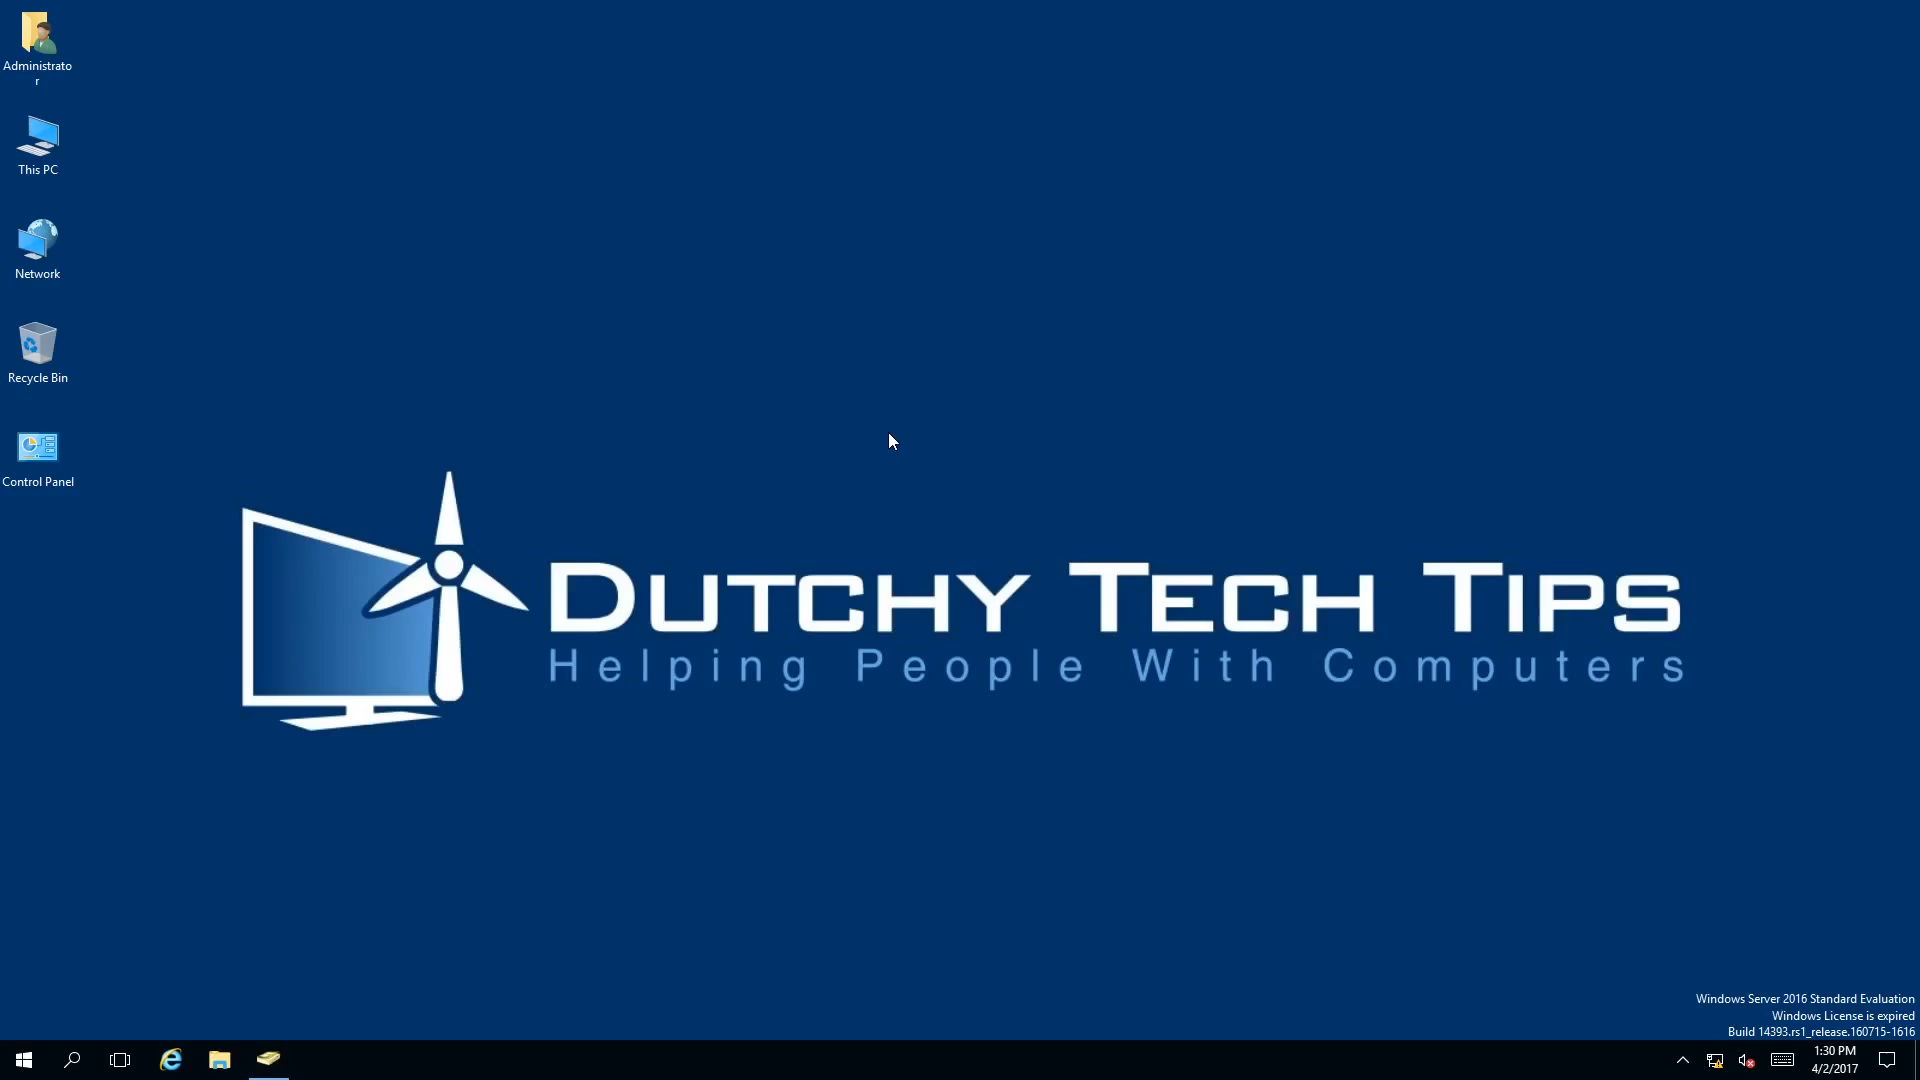 Administrato
r
This PC
Network
Recycle Bin
Control Panel
DUTCHY TECH TIPS
Helping People With Computers
Windows Server 2016 Standard Evaluation
Windows License is expired
Build 14393.rs1_release.160715-1616
1:30 PM
4/2/2017